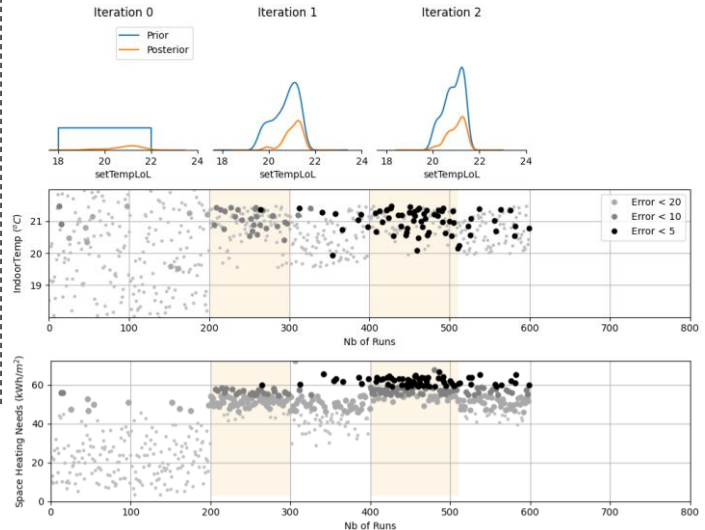 Iteration 0 Iteration 1 Iteration 2
Prior
Posterior
18 20 22 24 20 22 24 20 22 24
setTempLoL setTempLoL setTempLoL
Error < 20
Error < 10
Error < 5
IndoorTemp (°C)
21
20
19
0 100 200 300 400 500 600 700 800
Nb of Runs
Space Heating Needs (kWh/m²)
60
40
20
0
0 100 200 300 400 500 600 700 800
Nb of Runs